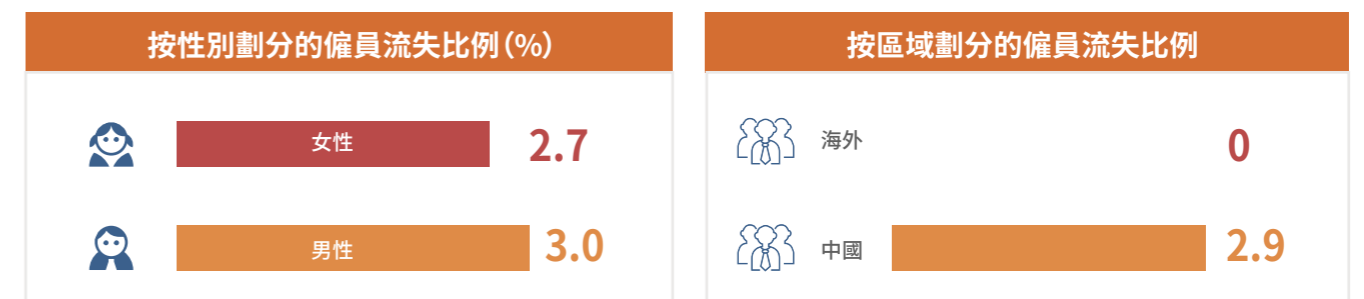 按性別劃分的僱員流失比例(%)
女性 2.7
男性 3.0
按區域劃分的僱員流失比例
海外 0
中國 2.9